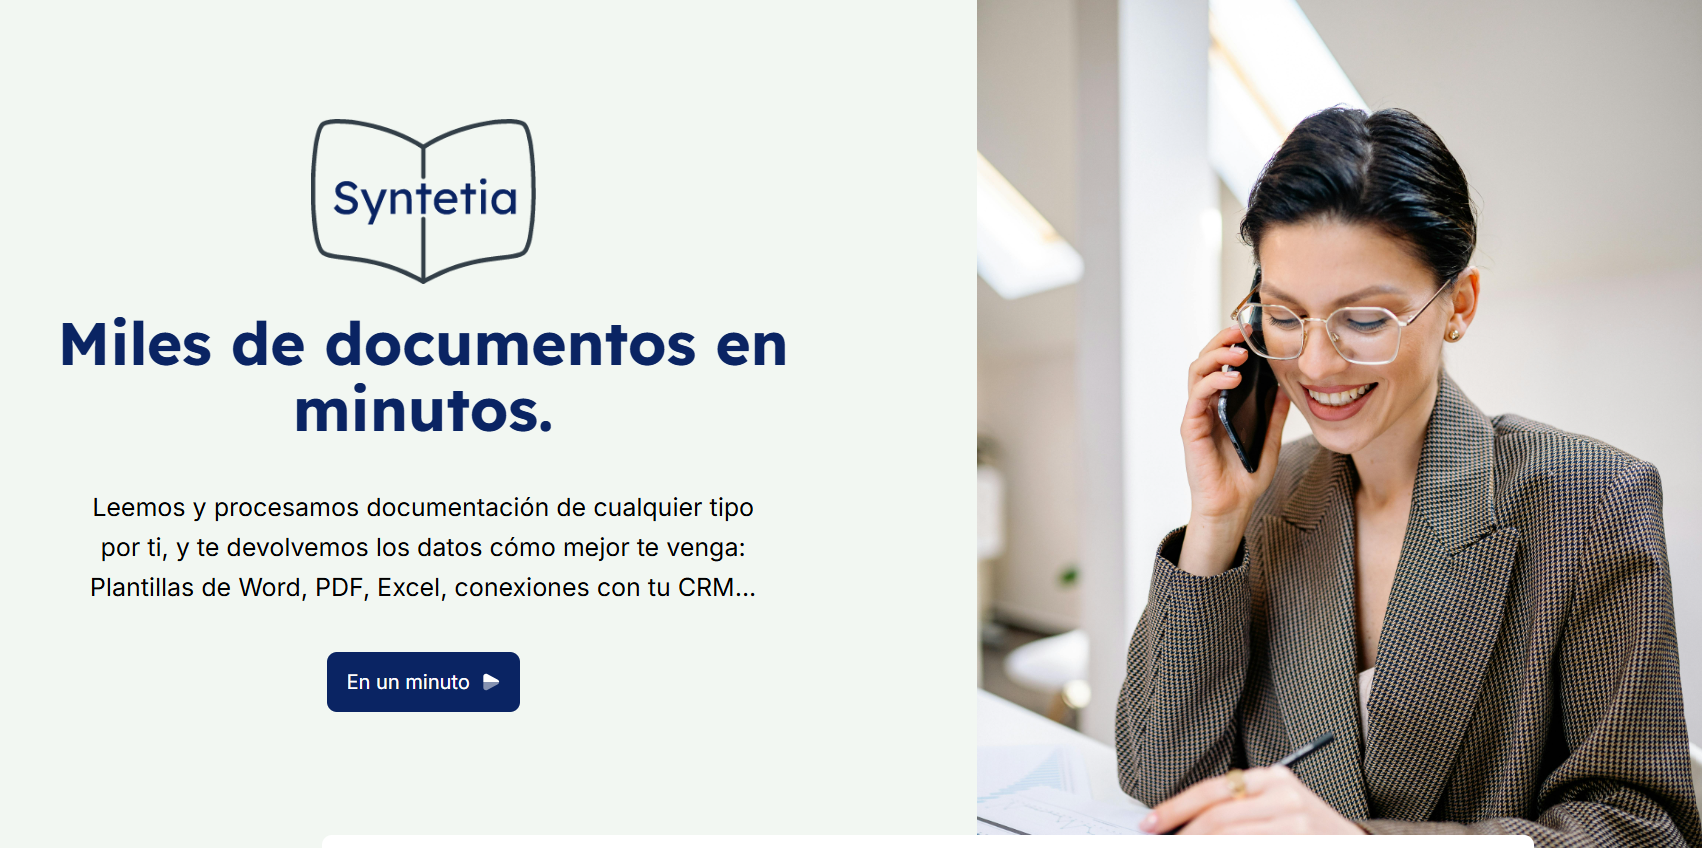 Syntetia
Miles de documentos en
minutos.
Leemos y procesamos documentación de cualquier tipo
por ti, y te devolvemos los datos cómo mejor te venga:
Plantillas de Word, PDF, Excel, conexiones con tu CRM...
En un minuto